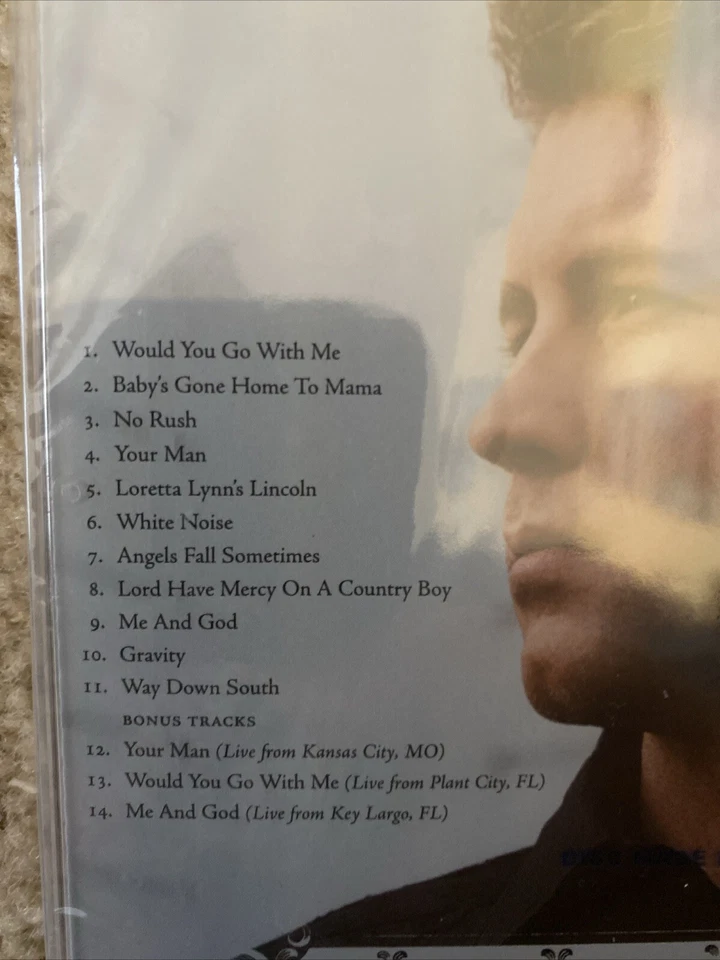 1. Would You Go With Me
2. Baby's Gone Home To Mama
3. No Rush
4. Your Man
5. Loretta Lynn's Lincoln
6. White Noise
7. Angels Fall Sometimes
8. Lord Have Mercy On A Country Boy
9. Me And God
10. Gravity
11. Way Down South
BONUS TRACKS
12. Your Man (Live from Kansas City, MO)
13. Would You Go With Me (Live from Plant City, FL)
14. Me And God (Live from Key Largo, FL)